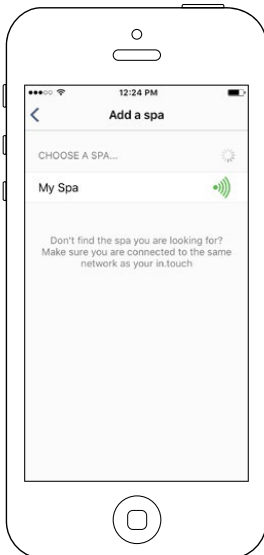 12:24 PM
Add a spa
CHOOSE A SPA...
My Spa
Don't find the spa you are looking for?
Make sure you are connected to the same
network as your in.touch